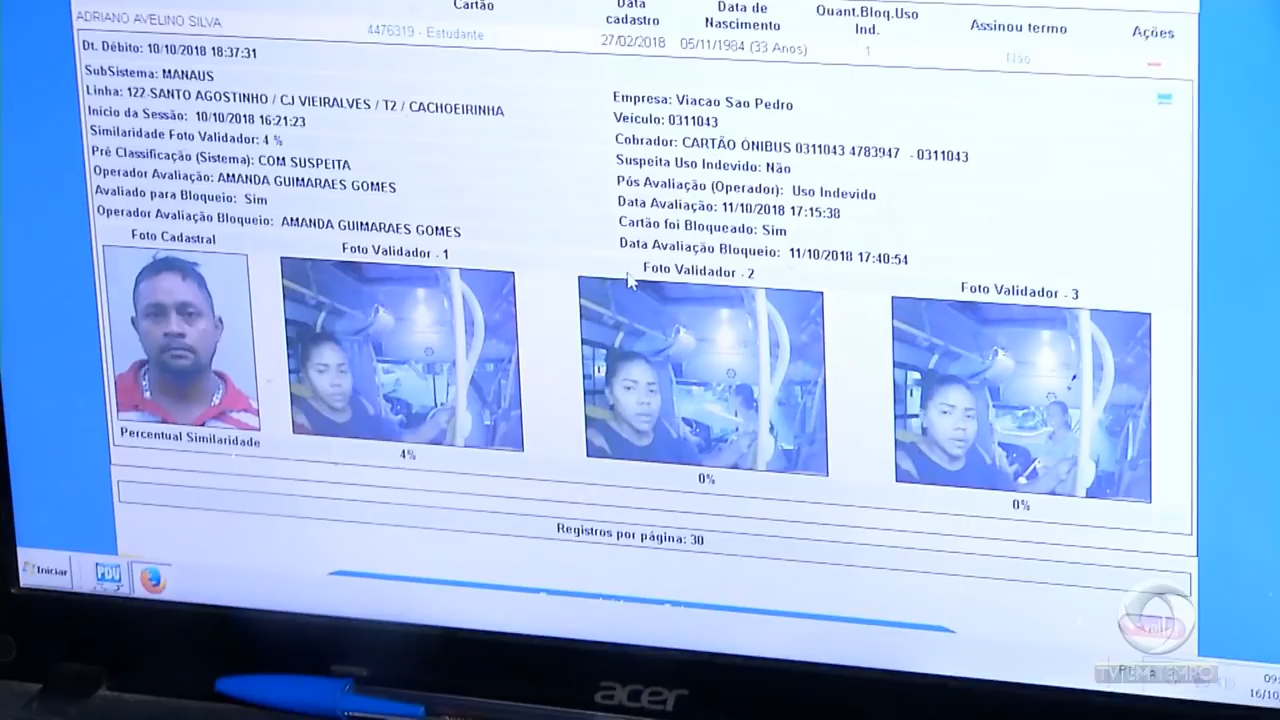 Cartão
Data cadastro
Data de Nascimento
Quant.Bloq.Uso Ind.
Assinou termo
Ações
ADRIANO AVELINO SILVA
4476319 - Estudante
27/02/2018
05/11/1984 (33 Anos)
1
Não
Dt. Débito: 10/10/2018 18:37:31
SubSistema: MANAUS
Linha: 122-SANTO AGOSTINHO / CJ VIEIRALVES / T2 / CACHOEIRINHA
Inicio da Sessão: 10/10/2018 16:21:23
Similaridade Foto Validador: 4 %
Pré Classificação (Sistema): COM SUSPEITA
Operador Avaliação: AMANDA GUIMARAES GOMES
Avaliado para Bloqueio: Sim
Operador Avaliação Bloqueio: AMANDA GUIMARAES GOMES
Empresa: Viacao Sao Pedro
Veículo: 0311043
Cobrador: CARTÃO ÔNIBUS 0311043 4783947 - 0311043
Suspeita Uso Indevido: Não
Pós Avaliação (Operador): Uso Indevido
Data Avaliação: 11/10/2018 17:15:38
Cartão foi Bloqueado: Sim
Data Avaliação Bloqueio: 11/10/2018 17:40:54
Foto Cadastral
Foto Validador - 1
Foto Validador - 2
Foto Validador - 3
Percentual Similaridade
4%
0%
0%
Registros por página: 30
Iniciar
PDU
acer
TV EM TEMPO
09:
16/10